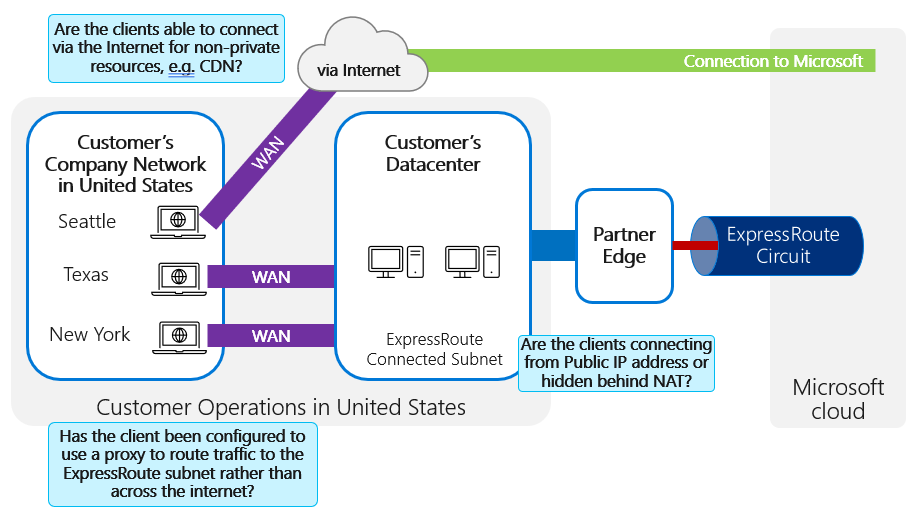 Are the clients able to connect
via the Internet for non-private
resources, e.g. CDN?
via Internet
Connection to Microsoft
Customer's
Company Network
in United States
Seattle
Texas
New York
WAN
WAN
WAN
Customer's
Datacenter
ExpressRoute
Connected Subnet
Partner
Edge
ExpressRoute
Circuit
Are the clients connecting
from Public IP address or
hidden behind NAT?
Microsoft
cloud
Customer Operations in United States
Has the client been configured to
use a proxy to route traffic to the
ExpressRoute subnet rather than
across the internet?